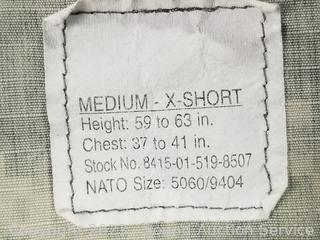 MEDIUM - X-SHORT
Height: 59 to 63 in.
Chest: 37 to 41 in.
Stock No. 8415-01-519-8507
NATO Size: 5060/9404
Service